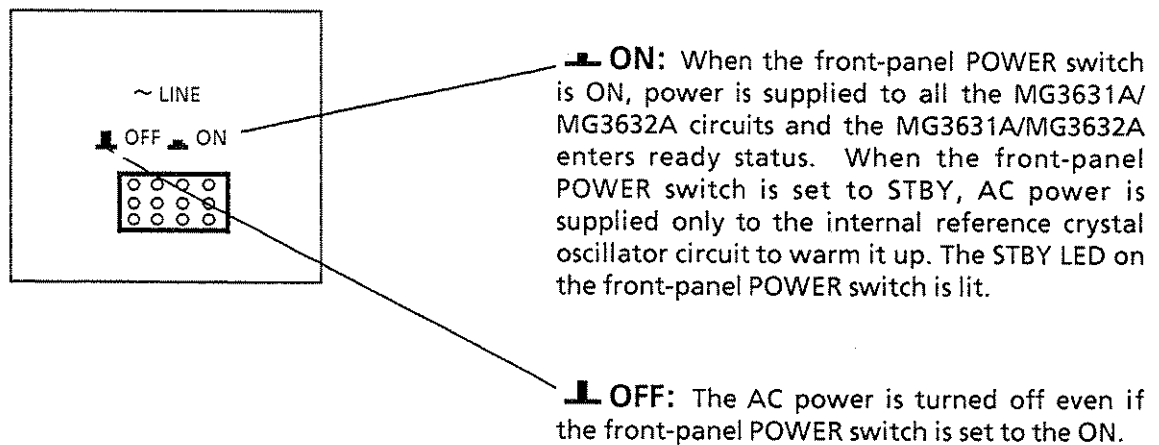 ~ LINE
OFF ON
ON: When the front-panel POWER switch
is ON, power is supplied to all the MG3631A/
MG3632A circuits and the MG3631A/MG3632A
enters ready status. When the front-panel
POWER switch is set to STBY, AC power is
supplied only to the internal reference crystal
oscillator circuit to warm it up. The STBY LED on
the front-panel POWER switch is lit.
OFF: The AC power is turned off even if
the front-panel POWER switch is set to the ON.